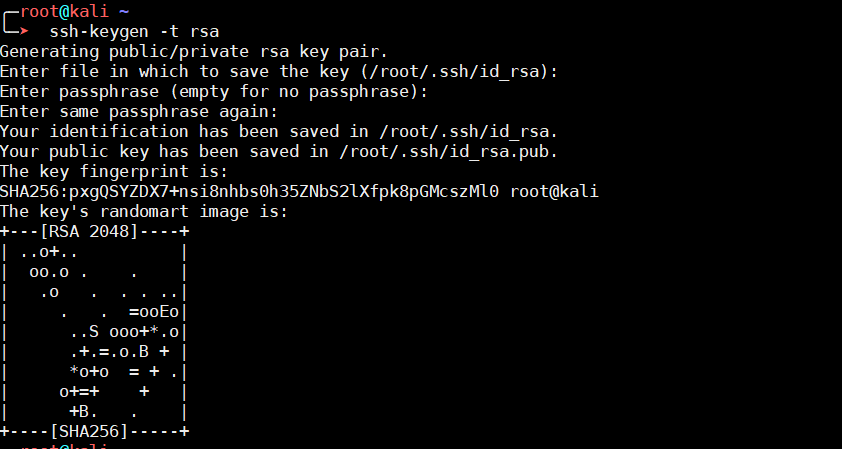 ╭─root@kali ~
╰─➤  ssh-keygen -t rsa
Generating public/private rsa key pair.
Enter file in which to save the key (/root/.ssh/id_rsa):
Enter passphrase (empty for no passphrase):
Enter same passphrase again:
Your identification has been saved in /root/.ssh/id_rsa.
Your public key has been saved in /root/.ssh/id_rsa.pub.
The key fingerprint is:
SHA256:pxgQSYZDX7+nsi8nhbs0h35ZNbS2lXfpk8pGMcszMl0 root@kali
The key's randomart image is:
+---[RSA 2048]----+
| ..o+..          |
|  oo.o .    .    |
|   .o   .  . . ..|
|     .   .  =ooEo|
|      ..S ooo+*.o|
|      .+.=.o.B + |
|      *o+o  = + .|
|     o+=+    +   |
|      +B.   .    |
+----[SHA256]-----+
root@kali